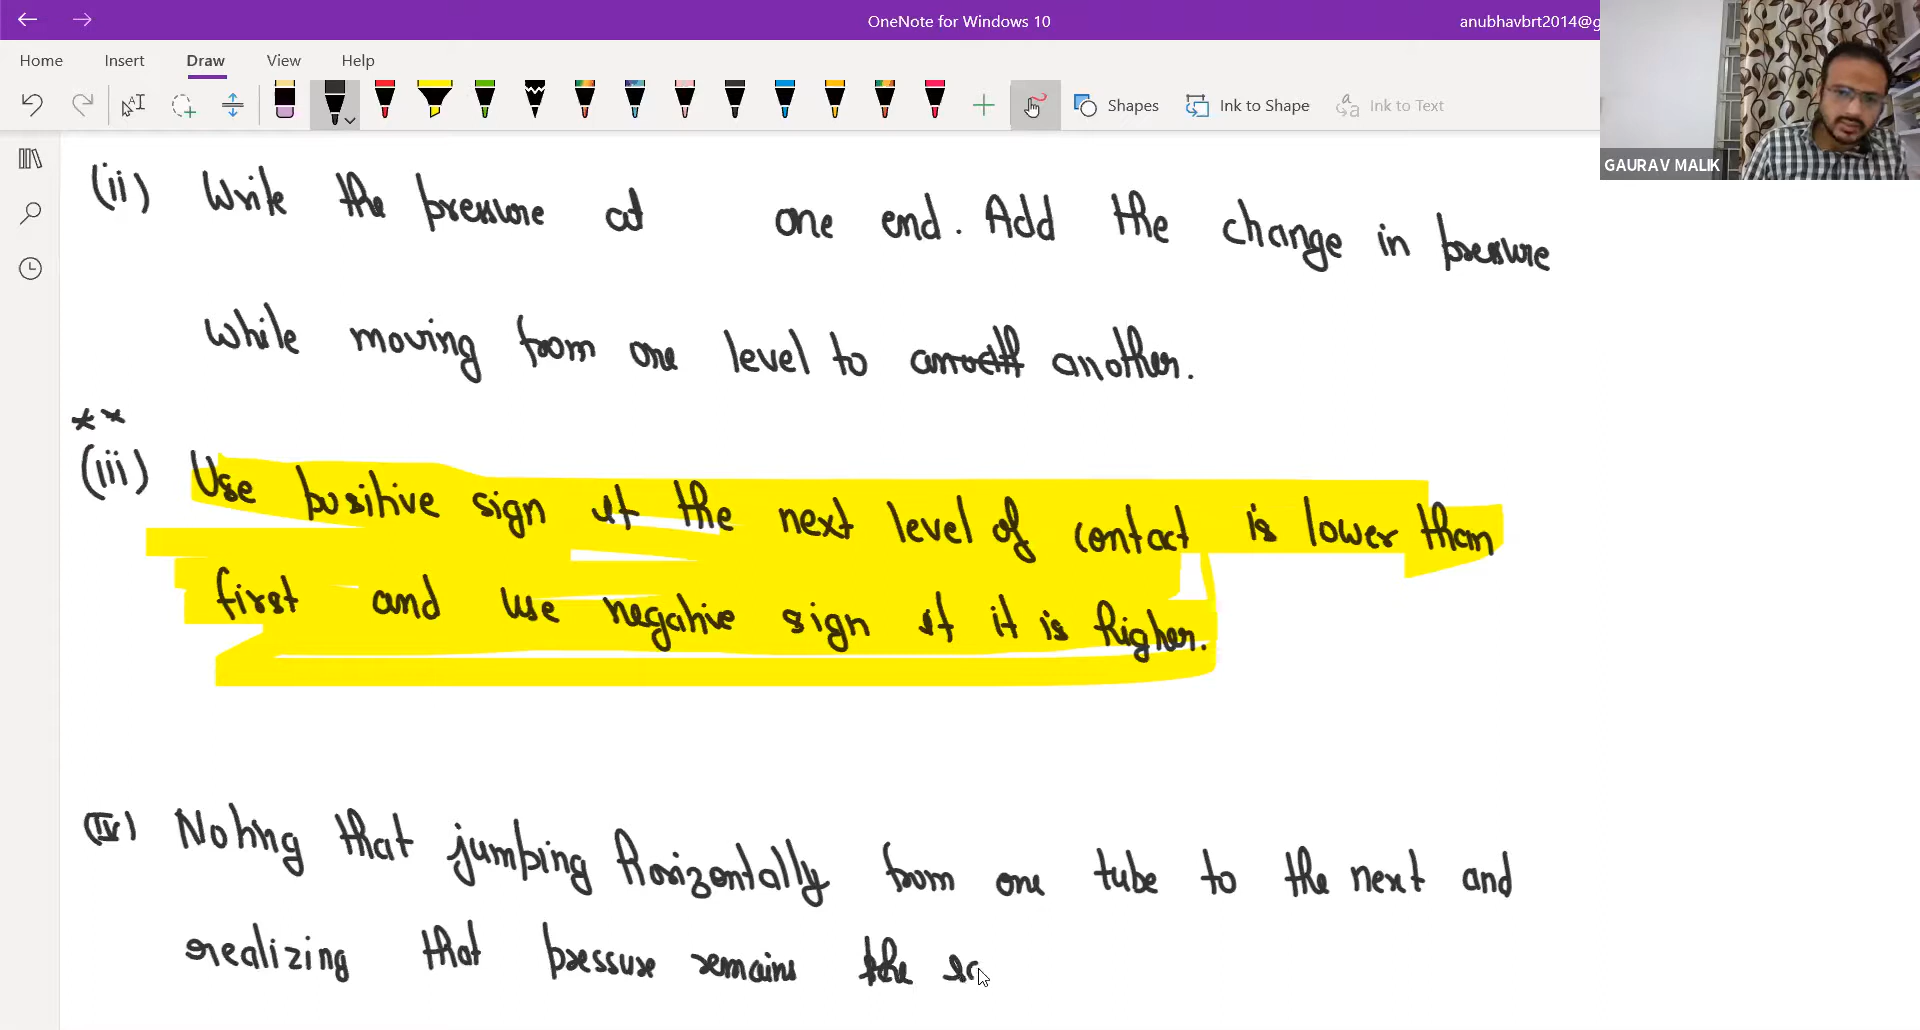 OneNote for Windows 10
anubhavbrt2014@g
Home Insert Draw View Help
Shapes Ink to Shape Ink to Text
GAURAV MALIK
(ii) Write the pressure at one end. Add the change in pressure
while moving from one level to another.
**
(iii) Use positive sign if the next level of contact is lower than
first and use negative sign if it is higher.
(iv) Noting that jumping horizontally from one tube to the next and
realizing that pressure remains the